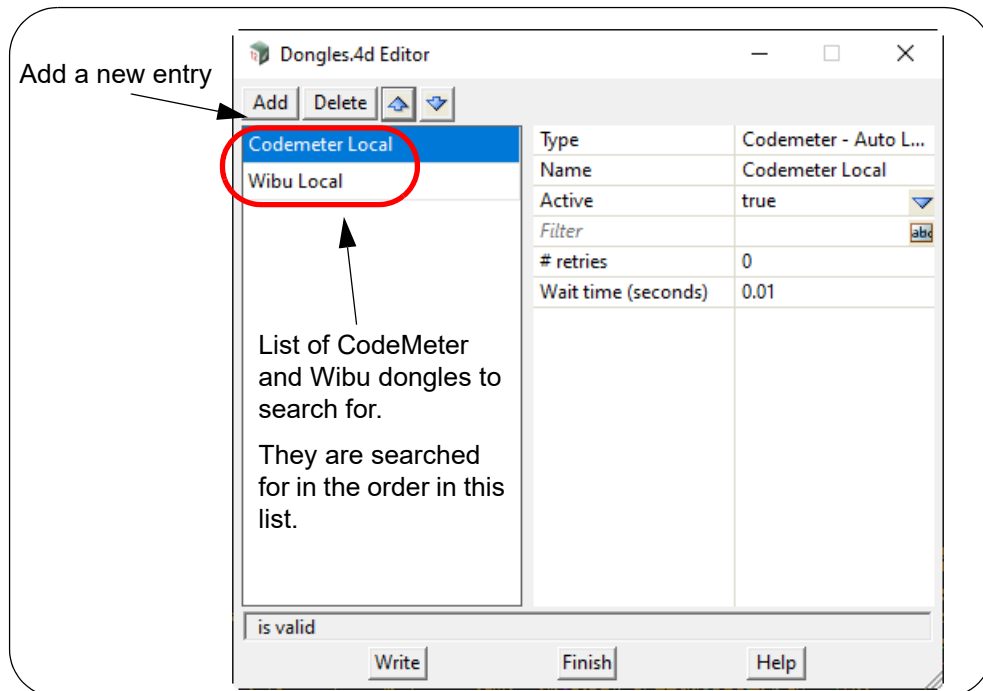 Dongles.4d Editor
Add a new entry
Add Delete
Codemeter Local
Wibu Local
Type Codemeter - Auto L...
Name Codemeter Local
Active true
Filter abc
# retries 0
Wait time (seconds) 0.01
List of CodeMeter
and Wibu dongles to
search for.
They are searched
for in the order in this
list.
is valid
Write Finish Help